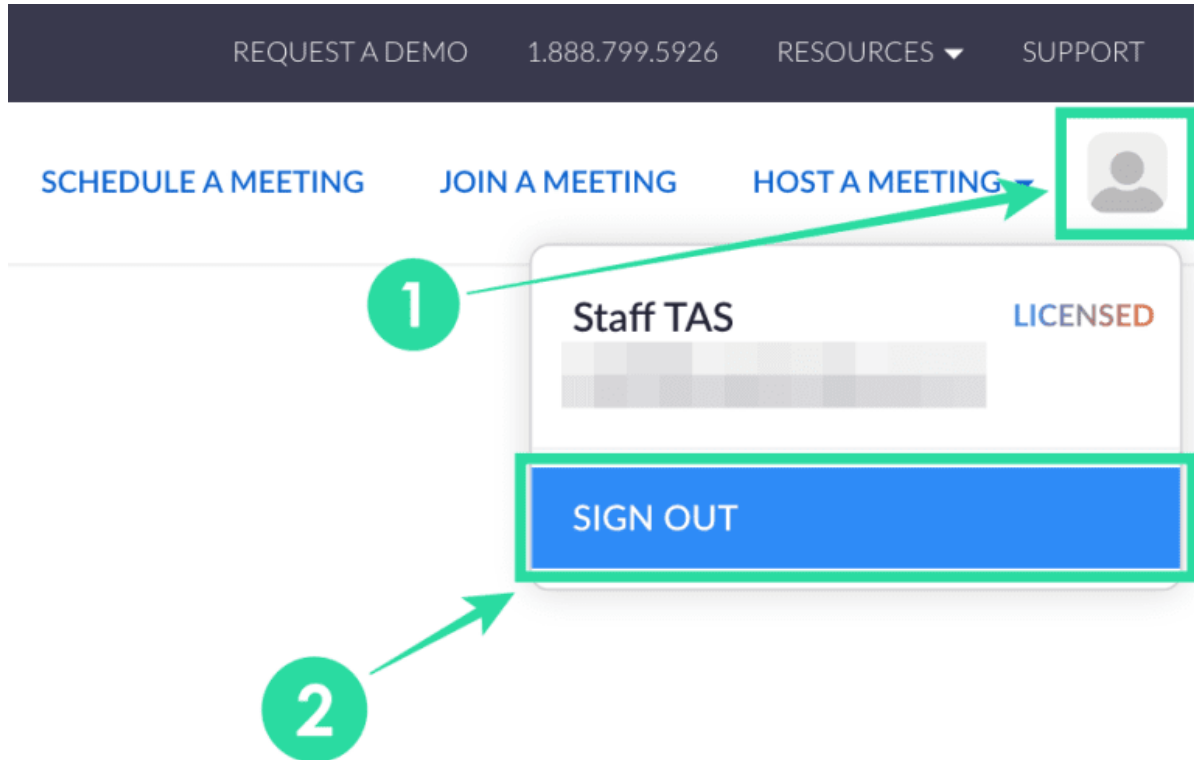 REQUEST A DEMO 1.888.799.5926 RESOURCES SUPPORT
SCHEDULE A MEETING JOIN A MEETING HOST A MEETING
1
Staff TAS LICENSED
SIGN OUT
2